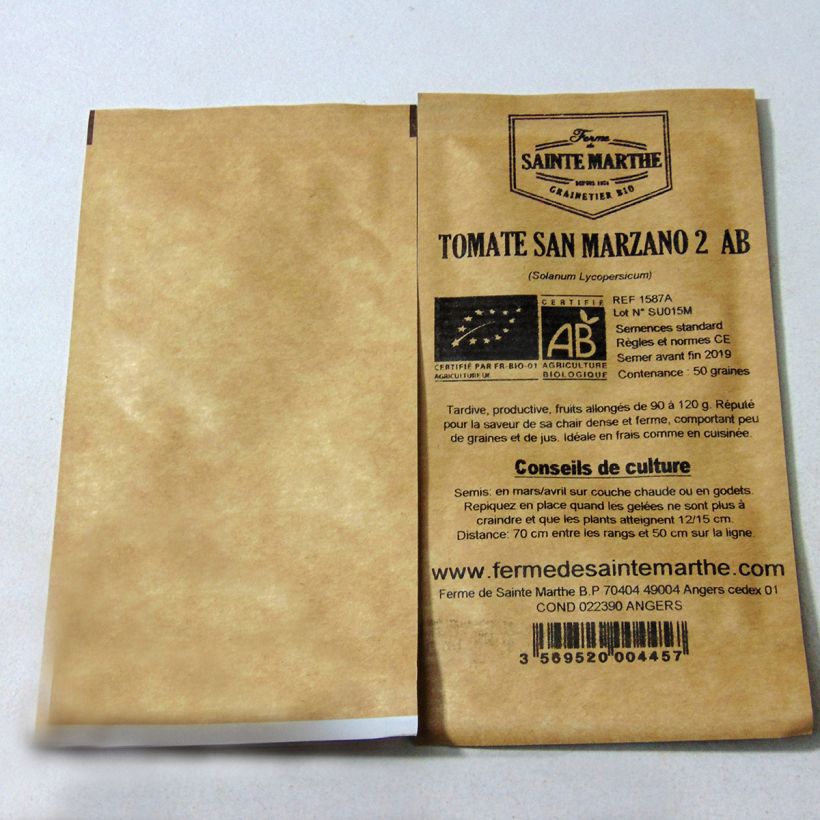 Ferme
de
SAINTE MARTHE
DEPUIS 1974
GRAINETIER BIO
TOMATE SAN MARZANO 2 AB
(Solanum Lycopersicum)
CERTIFIÉ
AB
AGRICULTURE
BIOLOGIQUE
CERTIFIÉ PAR FR-BIO-01
AGRICULTURE UE
REF 1587A
Lot N° SU015M
Semences standard
Règles et normes CE
Semer avant fin 2019
Contenance : 50 graines
Tardive, productive, fruits allongés de 90 à 120 g. Réputé
pour la saveur de sa chair dense et ferme, comportant peu
de graines et de jus. Idéale en frais comme en cuisinée.
Conseils de culture
Semis: en mars/avril sur couche chaude ou en godets.
Repiquez en place quand les gelées ne sont plus à
craindre et que les plants atteignent 12/15 cm.
Distance: 70 cm entre les rangs et 50 cm sur la ligne.
www.fermedesaintemarthe.com
Ferme de Sainte Marthe B.P 70404 49004 Angers cedex 01
COND 022390 ANGERS
3 569520 004457